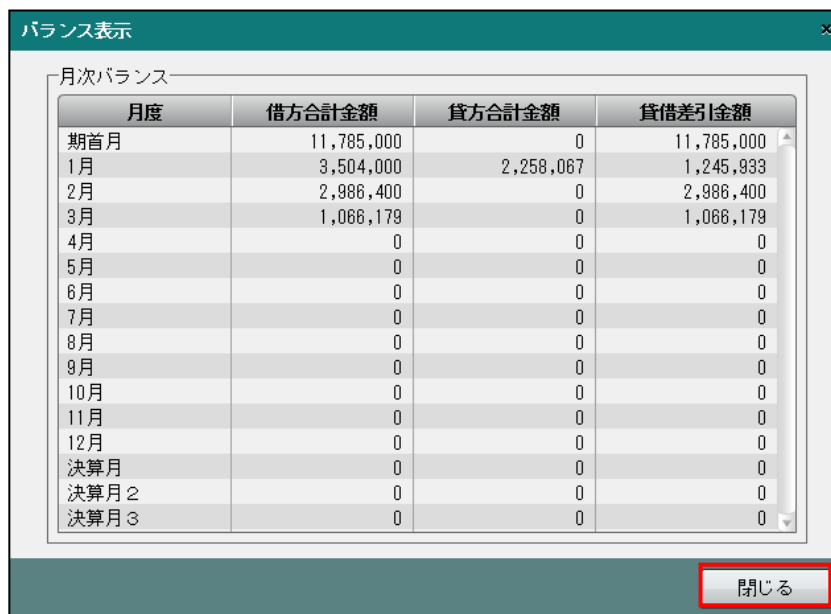 バランス表示 ×
月次バランス
月度 借方合計金額 貸方合計金額 貸借差引金額
期首月 11,785,000 0 11,785,000
1月 3,504,000 2,258,067 1,245,933
2月 2,986,400 0 2,986,400
3月 1,066,179 0 1,066,179
4月 0 0 0
5月 0 0 0
6月 0 0 0
7月 0 0 0
8月 0 0 0
9月 0 0 0
10月 0 0 0
11月 0 0 0
12月 0 0 0
決算月 0 0 0
決算月２ 0 0 0
決算月３ 0 0 0
閉じる